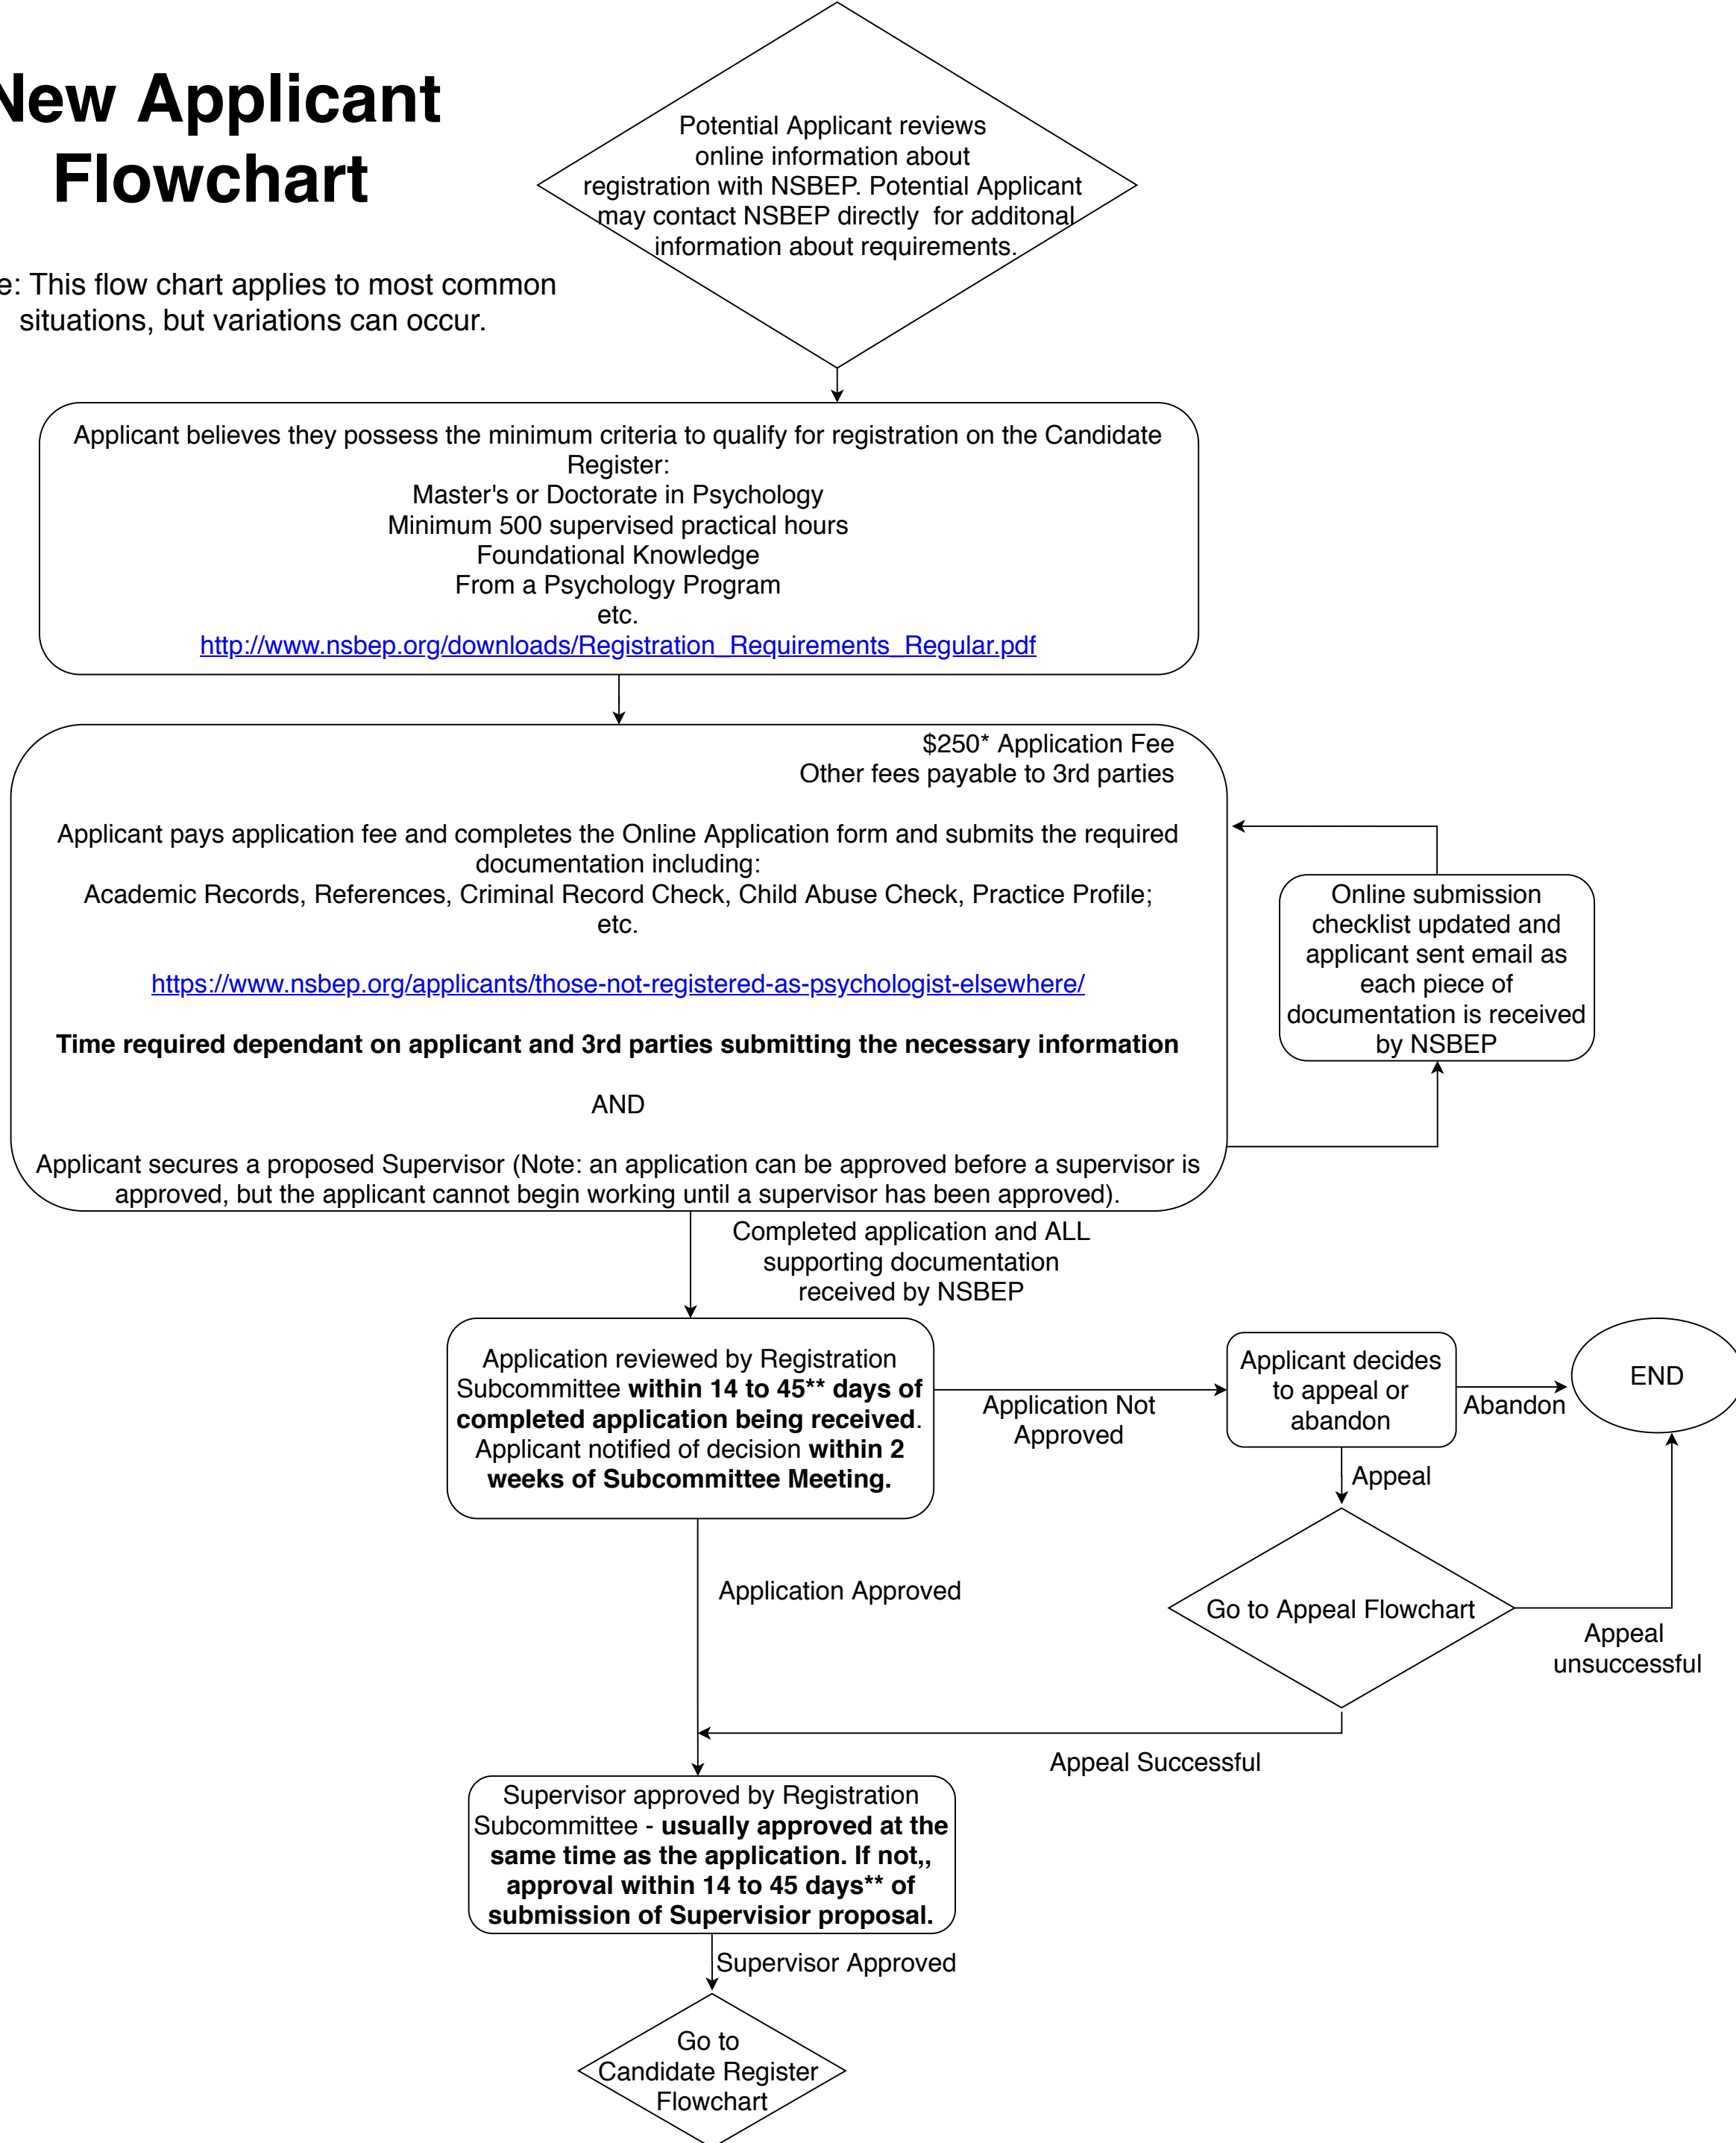 New Applicant
Flowchart
e: This flow chart applies to most common
situations, but variations can occur.
Potential Applicant reviews
online information about
registration with NSBEP. Potential Applicant
may contact NSBEP directly  for additonal
information about requirements.
Applicant believes they possess the minimum criteria to qualify for registration on the Candidate
Register:
Master's or Doctorate in Psychology
Minimum 500 supervised practical hours
Foundational Knowledge
From a Psychology Program
etc.
http://www.nsbep.org/downloads/Registration_Requirements_Regular.pdf
$250* Application Fee
Other fees payable to 3rd parties
Applicant pays application fee and completes the Online Application form and submits the required
documentation including:
Academic Records, References, Criminal Record Check, Child Abuse Check, Practice Profile;
etc.
https://www.nsbep.org/applicants/those-not-registered-as-psychologist-elsewhere/
Time required dependant on applicant and 3rd parties submitting the necessary information
AND
Applicant secures a proposed Supervisor (Note: an application can be approved before a supervisor is
approved, but the applicant cannot begin working until a supervisor has been approved).
Online submission
checklist updated and
applicant sent email as
each piece of
documentation is received
by NSBEP
Completed application and ALL
supporting documentation
received by NSBEP
Application reviewed by Registration
Subcommittee within 14 to 45** days of
completed application being received.
Applicant notified of decision within 2
weeks of Subcommittee Meeting.
Application Not
Approved
Applicant decides
to appeal or
abandon
Abandon
END
Appeal
Go to Appeal Flowchart
Appeal
unsuccessful
Application Approved
Appeal Successful
Supervisor approved by Registration
Subcommittee - usually approved at the
same time as the application. If not,,
approval within 14 to 45 days** of
submission of Supervisior proposal.
Supervisor Approved
Go to
Candidate Register
Flowchart